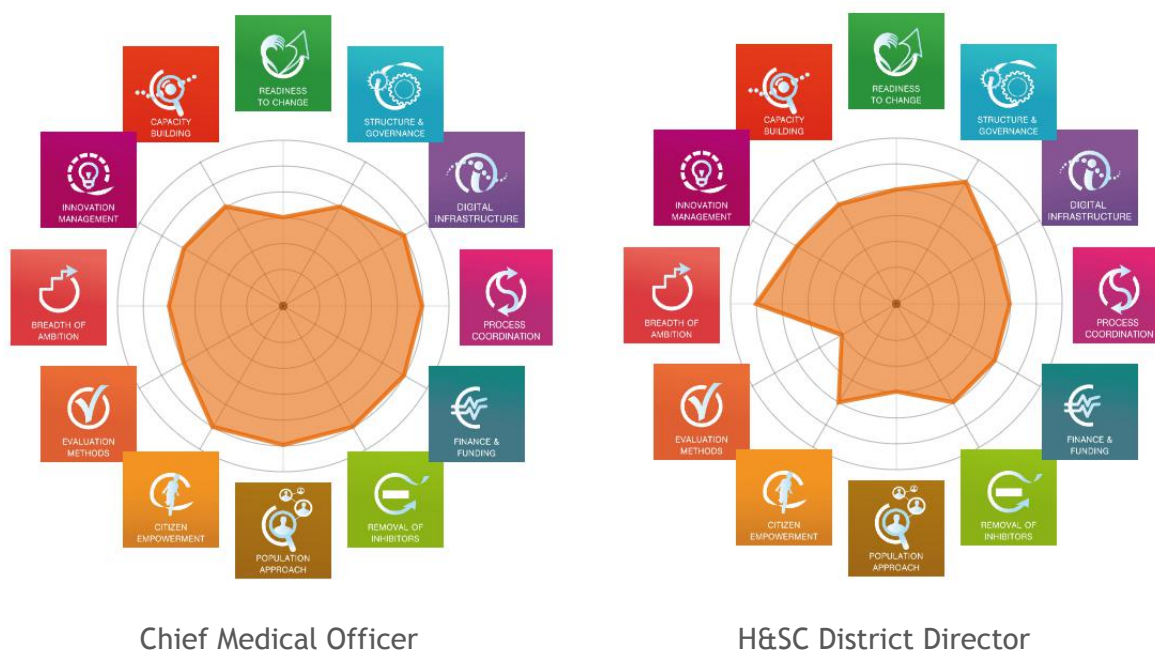 READINESS
TO CHANGE
CAPACITY
BUILDING
STRUCTURE &
GOVERNANCE
INNOVATION
MANAGEMENT
DIGITAL
INFRASTRUCTURE
BREADTH OF
AMBITION
PROCESS
COORDINATION
EVALUATION
METHODS
FINANCE &
FUNDING
CITIZEN
EMPOWERMENT
REMOVAL OF
INHIBITORS
POPULATION
APPROACH
Chief Medical Officer
READINESS
TO CHANGE
CAPACITY
BUILDING
STRUCTURE &
GOVERNANCE
INNOVATION
MANAGEMENT
DIGITAL
INFRASTRUCTURE
BREADTH OF
AMBITION
PROCESS
COORDINATION
EVALUATION
METHODS
FINANCE &
FUNDING
CITIZEN
EMPOWERMENT
REMOVAL OF
INHIBITORS
POPULATION
APPROACH
H&SC District Director